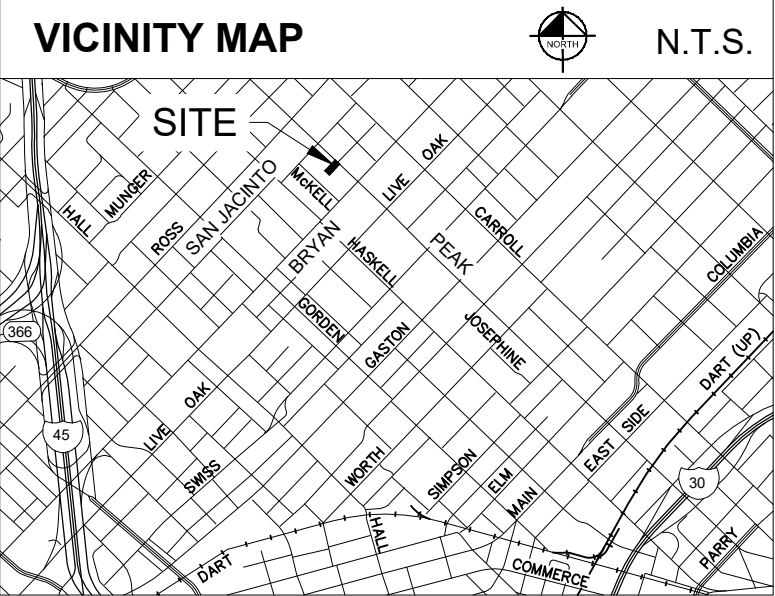 VICINITY MAP
NORTH
N.T.S.
SITE
OAK
LIVE
McKELL
MUNGER
HALL
ROSS
SAN JACINTO
BRYAN
HASKELL
PEAK
CARROLL
COLUMBIA
GORDEN
GASTON
JOSEPHINE
366
DART (UP)
45
LIVE OAK
SWISS
WORTH
SIMPSON
ELM
MAIN
EAST SIDE
30
HALL
DART
COMMERCE
PARRY